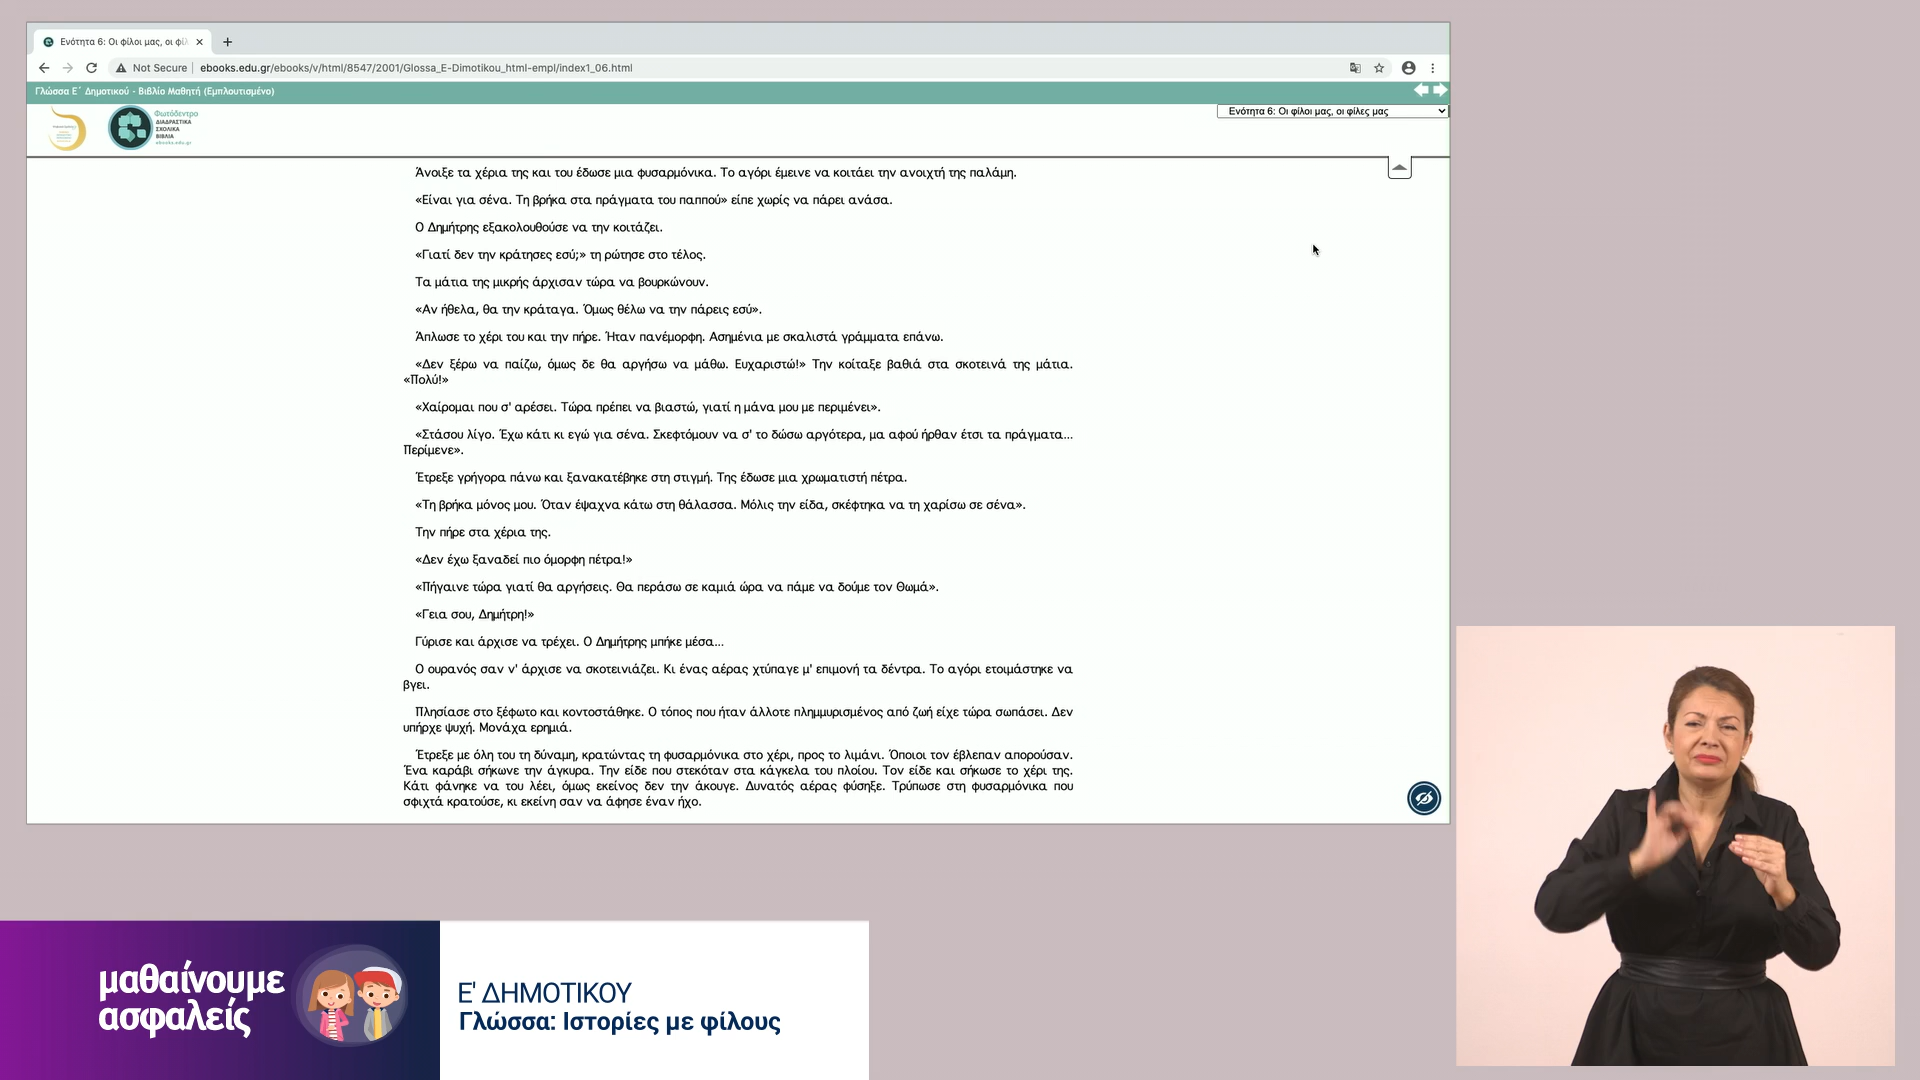 Ενότητα 6: Οι φίλοι μας, οι φίλ
Not Secure
ebooks.edu.gr/ebooks/v/html/8547/2001/Glossa_E-Dimotikou_html-empl/index1_06.html
Γλώσσα Ε΄ Δημοτικού - Βιβλίο Μαθητή (Εμπλουτισμένο)
Φωτόδεντρο
ΔΙΑΔΡΑΣΤΙΚΑ
ΣΧΟΛΙΚΑ
ΒΙΒΛΙΑ
ebooks.edu.gr
Ενότητα 6: Οι φίλοι μας, οι φίλες μας
Άνοιξε τα χέρια της και του έδωσε μια φυσαρμόνικα. Το αγόρι έμεινε να κοιτάει την ανοιχτή της παλάμη.
«Είναι για σένα. Τη βρήκα στα πράγματα του παππού» είπε χωρίς να πάρει ανάσα.
Ο Δημήτρης εξακολουθούσε να την κοιτάζει.
«Γιατί δεν την κράτησες εσύ;» τη ρώτησε στο τέλος.
Τα μάτια της μικρής άρχισαν τώρα να βουρκώνουν.
«Αν ήθελα, θα την κράταγα. Όμως θέλω να την πάρεις εσύ».
Άπλωσε το χέρι του και την πήρε. Ήταν πανέμορφη. Ασημένια με σκαλιστά γράμματα επάνω.
«Δεν ξέρω να παίζω, όμως δε θα αργήσω να μάθω. Ευχαριστώ!» Την κοίταξε βαθιά στα σκοτεινά της μάτια.
«Πολύ!»
«Χαίρομαι που σ' αρέσει. Τώρα πρέπει να βιαστώ, γιατί η μάνα μου με περιμένει».
«Στάσου λίγο. Έχω κάτι κι εγώ για σένα. Σκεφτόμουν να σ' το δώσω αργότερα, μα αφού ήρθαν έτσι τα πράγματα...
Περίμενε».
Έτρεξε γρήγορα πάνω και ξανακατέβηκε στη στιγμή. Της έδωσε μια χρωματιστή πέτρα.
«Τη βρήκα μόνος μου. Όταν έψαχνα κάτω στη θάλασσα. Μόλις την είδα, σκέφτηκα να τη χαρίσω σε σένα».
Την πήρε στα χέρια της.
«Δεν έχω ξαναδεί πιο όμορφη πέτρα!»
«Πήγαινε τώρα γιατί θα αργήσεις. Θα περάσω σε καμιά ώρα να πάμε να δούμε τον Θωμά».
«Γεια σου, Δημήτρη!»
Γύρισε και άρχισε να τρέχει. Ο Δημήτρης μπήκε μέσα...
Ο ουρανός σαν ν' άρχισε να σκοτεινιάζει. Κι ένας αέρας χτύπαγε μ' επιμονή τα δέντρα. Το αγόρι ετοιμάστηκε να
βγει.
Πλησίασε στο ξέφωτο και κοντοστάθηκε. Ο τόπος που ήταν άλλοτε πλημμυρισμένος από ζωή είχε τώρα σωπάσει. Δεν
υπήρχε ψυχή. Μονάχα ερημιά.
Έτρεξε με όλη του τη δύναμη, κρατώντας τη φυσαρμόνικα στο χέρι, προς το λιμάνι. Όποιοι τον έβλεπαν απορούσαν.
Ένα καράβι σήκωνε την άγκυρα. Την είδε που στεκόταν στα κάγκελα του πλοίου. Τον είδε και σήκωσε το χέρι της.
Κάτι φάνηκε να του λέει, όμως εκείνος δεν την άκουγε. Δυνατός αέρας φύσηξε. Τρύπωσε στη φυσαρμόνικα που
σφιχτά κρατούσε, κι εκείνη σαν να άφησε έναν ήχο.
μαθαίνουμε
ασφαλείς
Ε' ΔΗΜΟΤΙΚΟΥ
Γλώσσα: Ιστορίες με φίλους